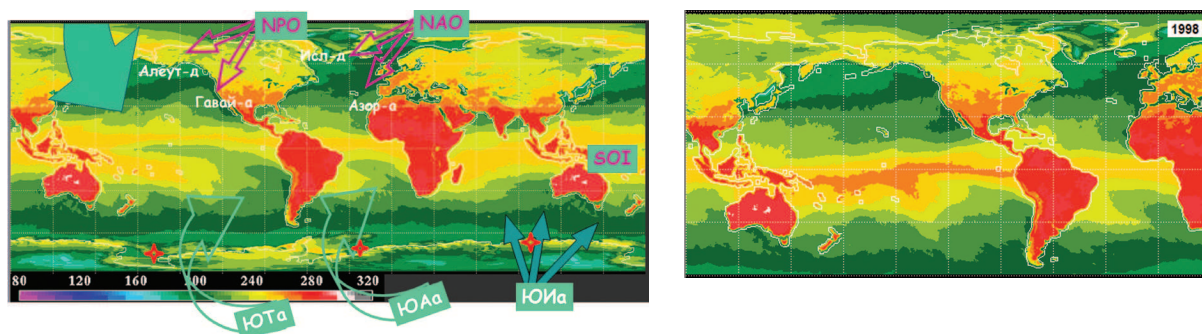 NPO
NAO
1998
Исл-д
Алеут-д
Гавай-а
Азор-а
SOI
80 120 160 200 240 280 320
ЮТа
ЮАа
ЮИа